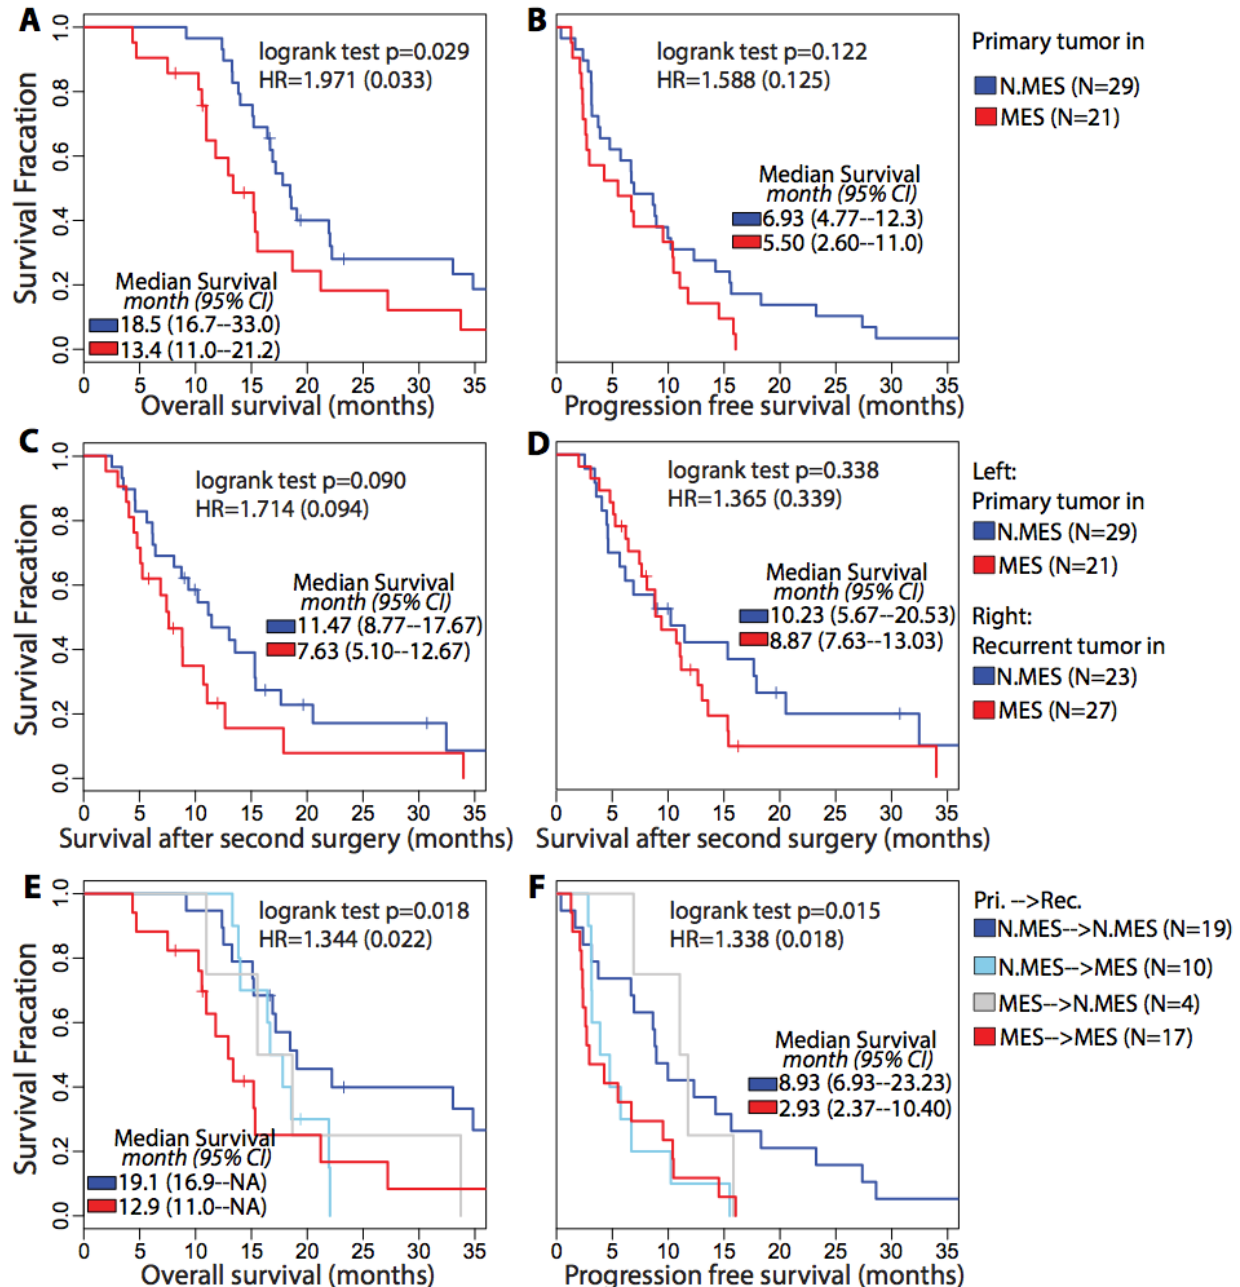 A
1.0
0.8
0.6
0.4
0.2
0.0
Survival Fracation
logrank test p=0.029
HR=1.971 (0.033)
Median Survival
month (95% CI)
18.5 (16.7--33.0)
13.4 (11.0--21.2)
0 5 10 15 20 25 30 35
Overall survival (months)
B
logrank test p=0.122
HR=1.588 (0.125)
Median Survival
month (95% CI)
6.93 (4.77--12.3)
5.50 (2.60--11.0)
0 5 10 15 20 25 30 35
Progression free survival (months)
Primary tumor in
N.MES (N=29)
MES (N=21)
C
1.0
0.8
0.6
0.4
0.2
0.0
Survival Fracation
logrank test p=0.090
HR=1.714 (0.094)
Median Survival
month (95% CI)
11.47 (8.77--17.67)
7.63 (5.10--12.67)
0 5 10 15 20 25 30 35
Survival after second surgery (months)
D
logrank test p=0.338
HR=1.365 (0.339)
Median Survival
month (95% CI)
10.23 (5.67--20.53)
8.87 (7.63--13.03)
0 5 10 15 20 25 30 35
Survival after second surgery (months)
Left:
Primary tumor in
N.MES (N=29)
MES (N=21)
Right:
Recurrent tumor in
N.MES (N=23)
MES (N=27)
E
1.0
0.8
0.6
0.4
0.2
0.0
Survival Fracation
logrank test p=0.018
HR=1.344 (0.022)
Median Survival
month (95% CI)
19.1 (16.9--NA)
12.9 (11.0--NA)
0 5 10 15 20 25 30 35
Overall survival (months)
F
logrank test p=0.015
HR=1.338 (0.018)
Median Survival
month (95% CI)
8.93 (6.93--23.23)
2.93 (2.37--10.40)
0 5 10 15 20 25 30 35
Progression free survival (months)
Pri. -->Rec.
N.MES-->N.MES (N=19)
N.MES-->MES (N=10)
MES-->N.MES (N=4)
MES-->MES (N=17)